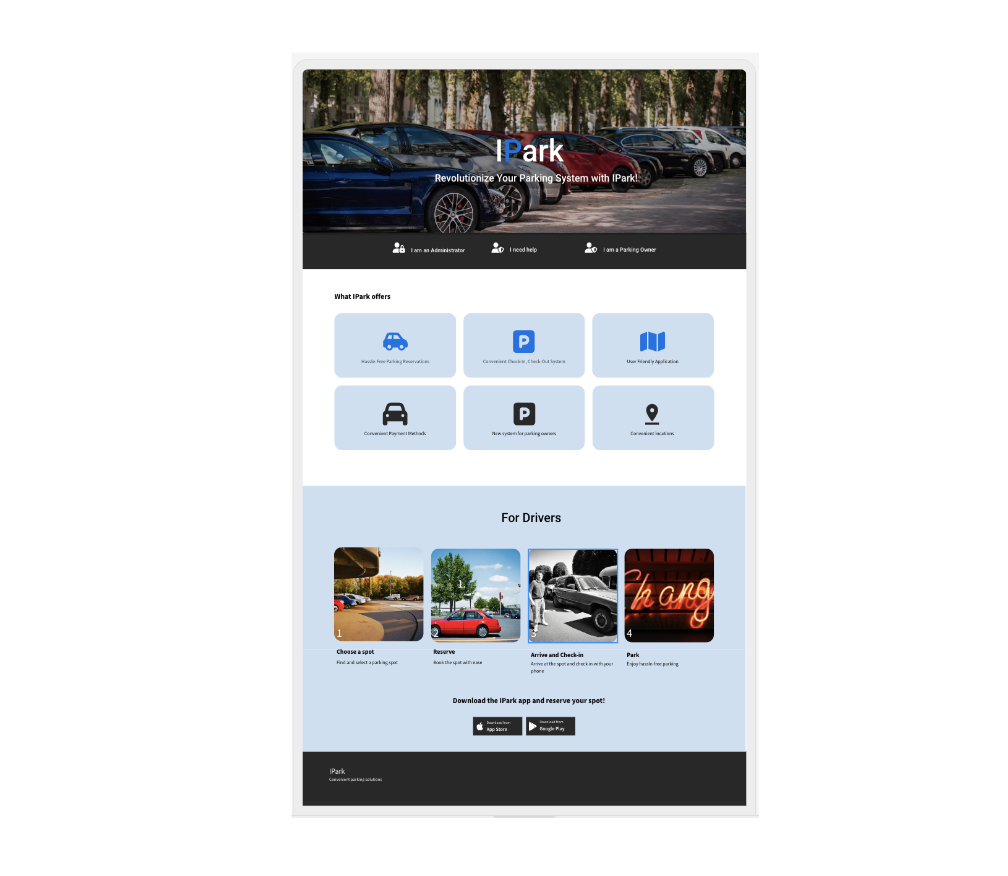 IPark
Revolutionize Your Parking System with IPark!
I am an Administrator
I need help
I am a Parking Owner
What IPark offers
Hassle-Free Parking Reservations
Convenient Check-In, Check-Out System
User Friendly Application
Convenient Payment Methods
New system for parking owners
Convenient locations
For Drivers
1
1
2
3
4
Chang
Choose a spot
Find and select a parking spot
Reserve
Book the spot with ease
Arrive and Check-in
Arrive at the spot and check in with your
phone
Park
Enjoy hassle-free parking
Download the IPark app and reserve your spot!
Download from
App Store
Download from
Google Play
IPark
Convenient parking solutions